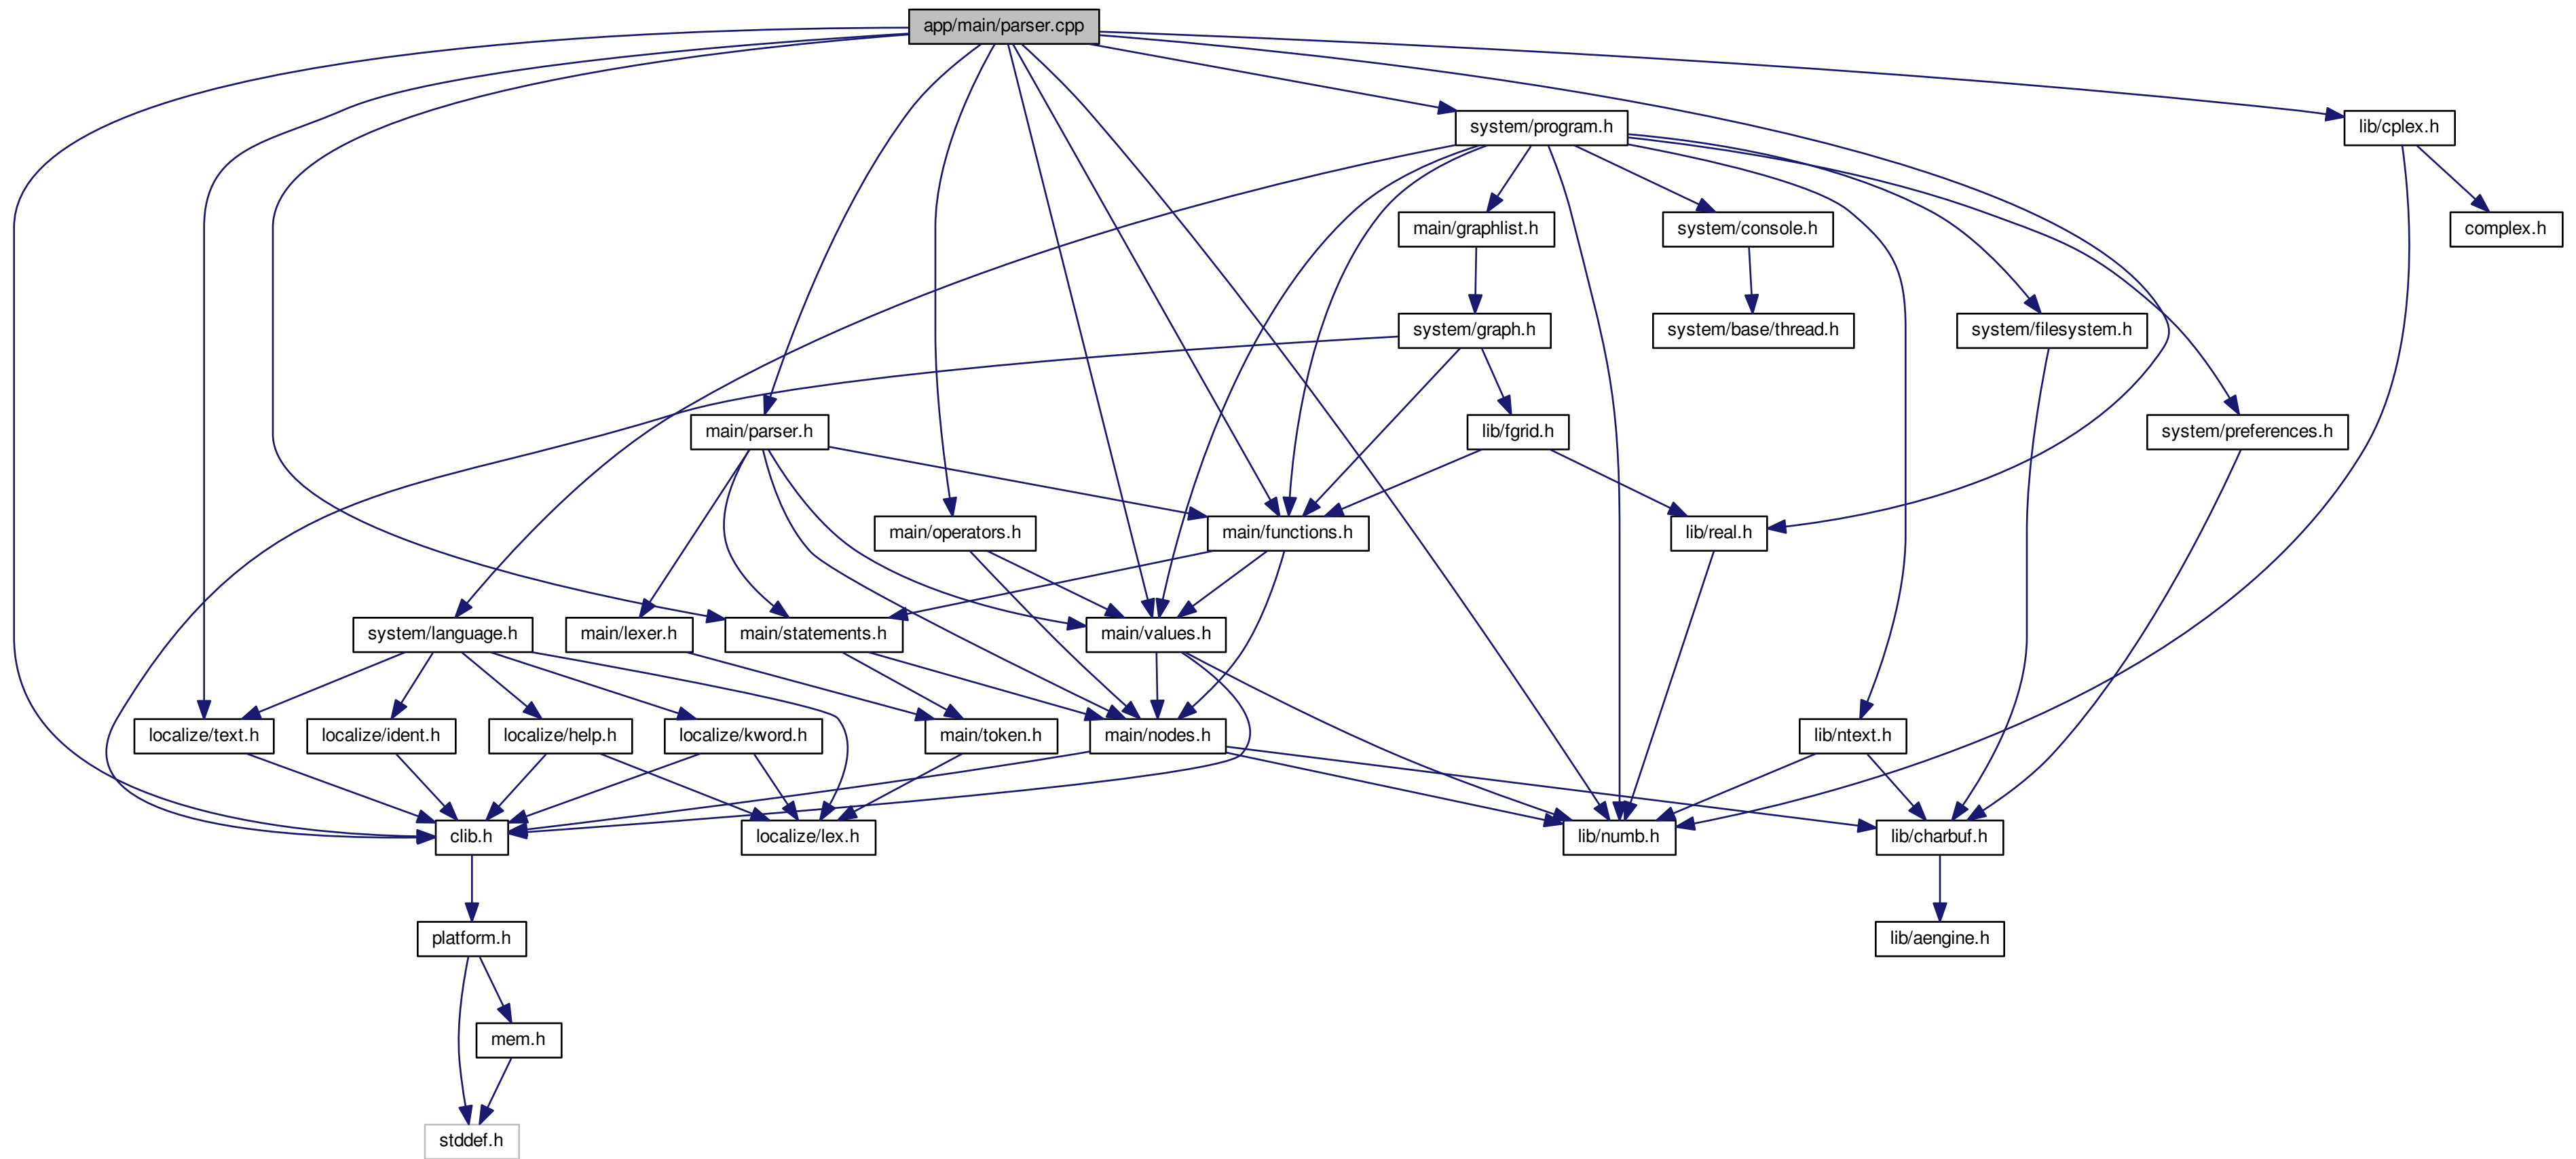 app/main/parser.cpp
system/program.h
lib/cplex.h
main/graphlist.h
system/console.h
complex.h
system/graph.h
system/base/thread.h
system/filesystem.h
main/parser.h
lib/fgrid.h
system/preferences.h
main/operators.h
main/functions.h
lib/real.h
system/language.h
main/lexer.h
main/statements.h
main/values.h
localize/text.h
localize/ident.h
localize/help.h
localize/kword.h
main/token.h
main/nodes.h
lib/ntext.h
clib.h
localize/lex.h
lib/numb.h
lib/charbuf.h
platform.h
lib/aengine.h
mem.h
stddef.h